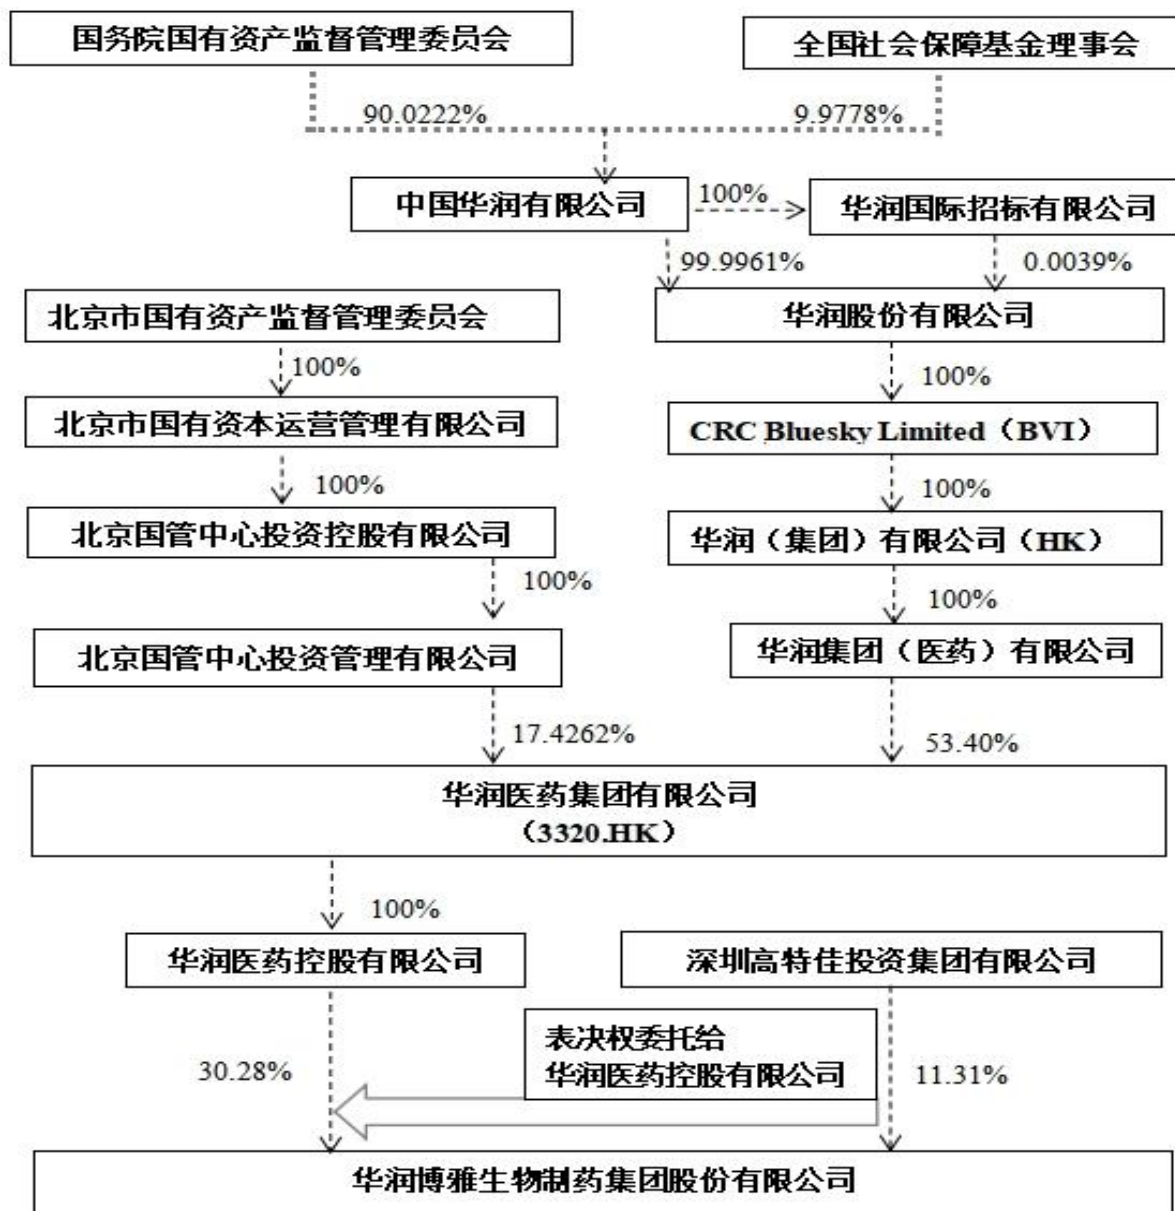 国务院国有资产监督管理委员会
全国社会保障基金理事会
90.0222%
9.9778%
中国华润有限公司
100%
华润国际招标有限公司
99.9961%
0.0039%
北京市国有资产监督管理委员会
华润股份有限公司
100%
100%
北京市国有资本运营管理有限公司
CRC Bluesky Limited（BVI）
100%
100%
北京国管中心投资控股有限公司
华润（集团）有限公司（HK）
100%
100%
北京国管中心投资管理有限公司
华润集团（医药）有限公司
17.4262%
53.40%
华润医药集团有限公司
（3320.HK）
100%
华润医药控股有限公司
深圳高特佳投资集团有限公司
表决权委托给
华润医药控股有限公司
30.28%
11.31%
华润博雅生物制药集团股份有限公司